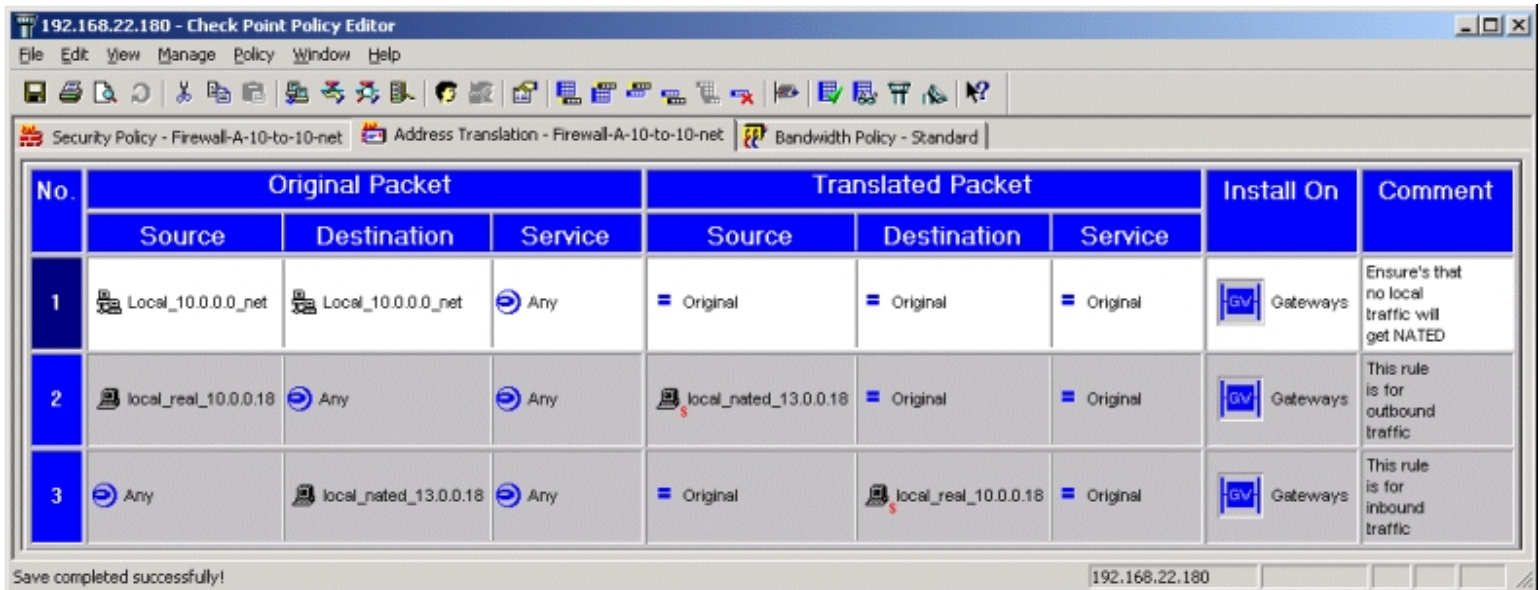 192.168.22.180 - Check Point Policy Editor
File Edit View Manage Policy Window Help
Security Policy - Firewall-A-10-to-10-net Address Translation - Firewall-A-10-to-10-net Bandwidth Policy - Standard
No. Original Packet Translated Packet Install On Comment
Source Destination Service Source Destination Service
1 Local_10.0.0.0_net Local_10.0.0.0_net Any = Original = Original = Original GW Gateways Ensure's that
no local
traffic will
get NATED
2 local_real_10.0.0.18 Any Any S local_nated_13.0.0.18 = Original = Original GW Gateways This rule
is for
outbound
traffic
3 Any local_nated_13.0.0.18 Any = Original S local_real_10.0.0.18 = Original GW Gateways This rule
is for
inbound
traffic
Save completed successfully! 192.168.22.180